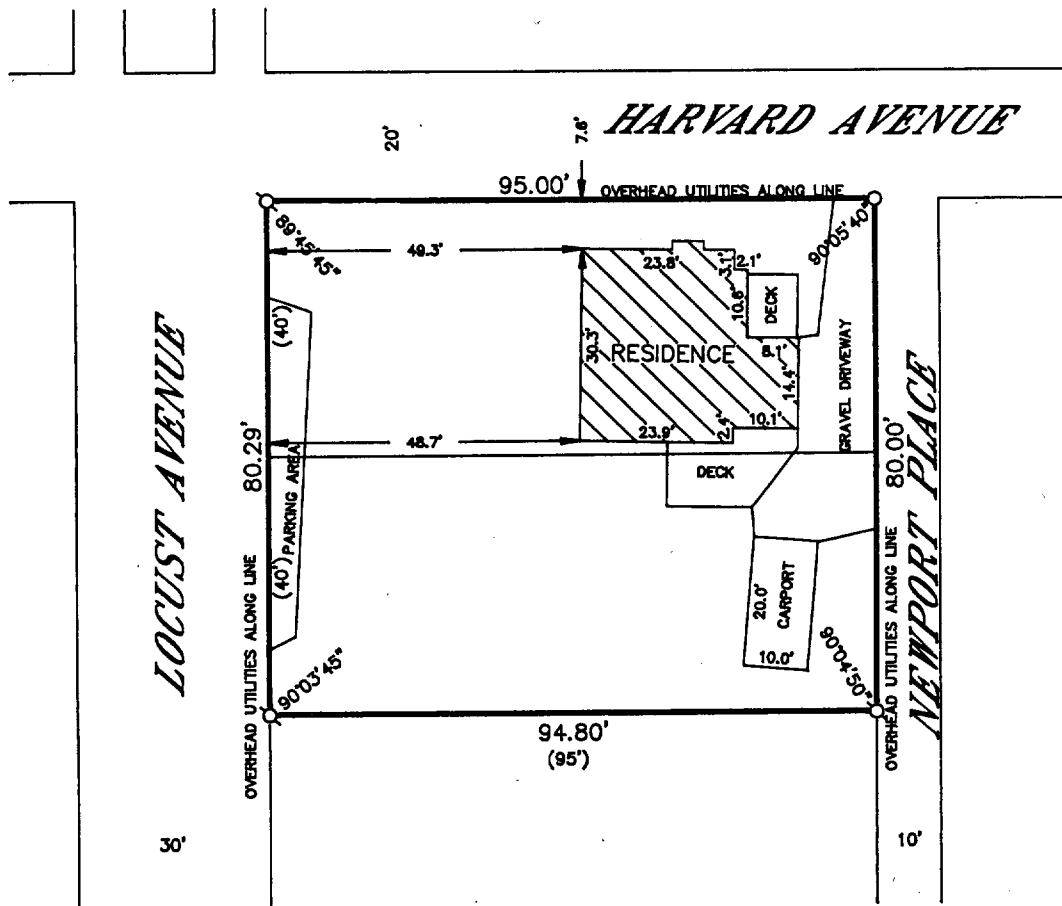 HARVARD AVENUE
20'
7.6'
95.00'
OVERHEAD UTILITIES ALONG LINE
89°45'45"
90°05'40"
49.3'
23.8'
3.1'
2.1'
10.6'
DECK
(40')
30.3'
RESIDENCE
8.1'
14.4'
GRAVEL DRIVEWAY
LOCUST AVENUE
NEWPORT PLACE
48.7'
23.9'
2.4'
10.1'
80.29'
80.00'
PARKING AREA
DECK
(40')
OVERHEAD UTILITIES ALONG LINE
OVERHEAD UTILITIES ALONG LINE
20.0'
CARPORT
10.0'
90°03'45"
90°04'50"
94.80'
(95')
30'
10'